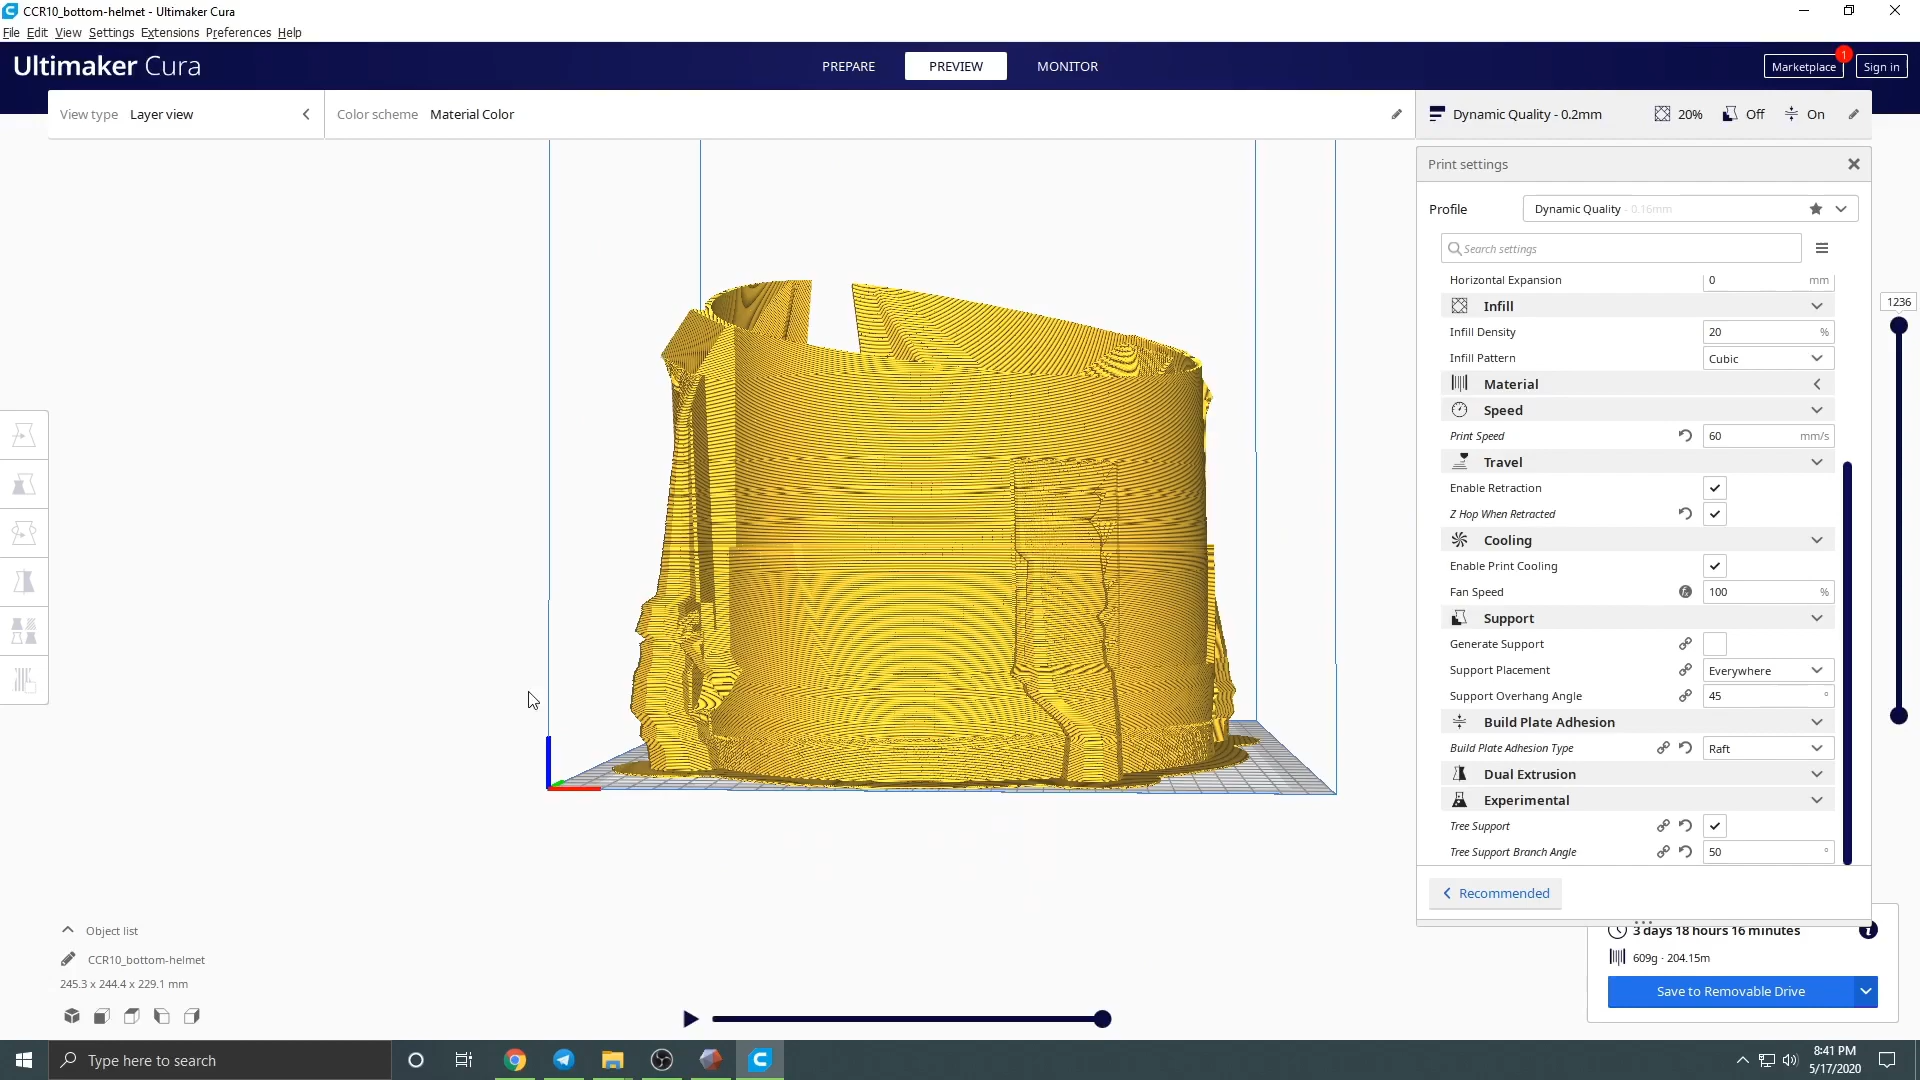 CCR10_bottom-helmet - Ultimaker Cura
File Edit View Settings Extensions Preferences Help
Ultimaker Cura
PREPARE
PREVIEW
MONITOR
Marketplace
1
Sign in
View type Layer view
Color scheme Material Color
Dynamic Quality - 0.2mm
20%
Off
On
Print settings
Profile
Dynamic Quality - 0.16mm
Search settings
Horizontal Expansion 0 mm
Infill
Infill Density 20 %
Infill Pattern Cubic
Material
Speed
Print Speed 60 mm/s
Travel
Enable Retraction
Z Hop When Retracted
Cooling
Enable Print Cooling
Fan Speed 100 %
Support
Generate Support
Support Placement Everywhere
Support Overhang Angle 45 °
Build Plate Adhesion
Build Plate Adhesion Type Raft
Dual Extrusion
Experimental
Tree Support
Tree Support Branch Angle 50 °
Recommended
1236
3 days 18 hours 16 minutes
609g · 204.15m
Save to Removable Drive
Object list
CCR10_bottom-helmet
245.3 x 244.4 x 229.1 mm
Type here to search
8:41 PM
5/17/2020